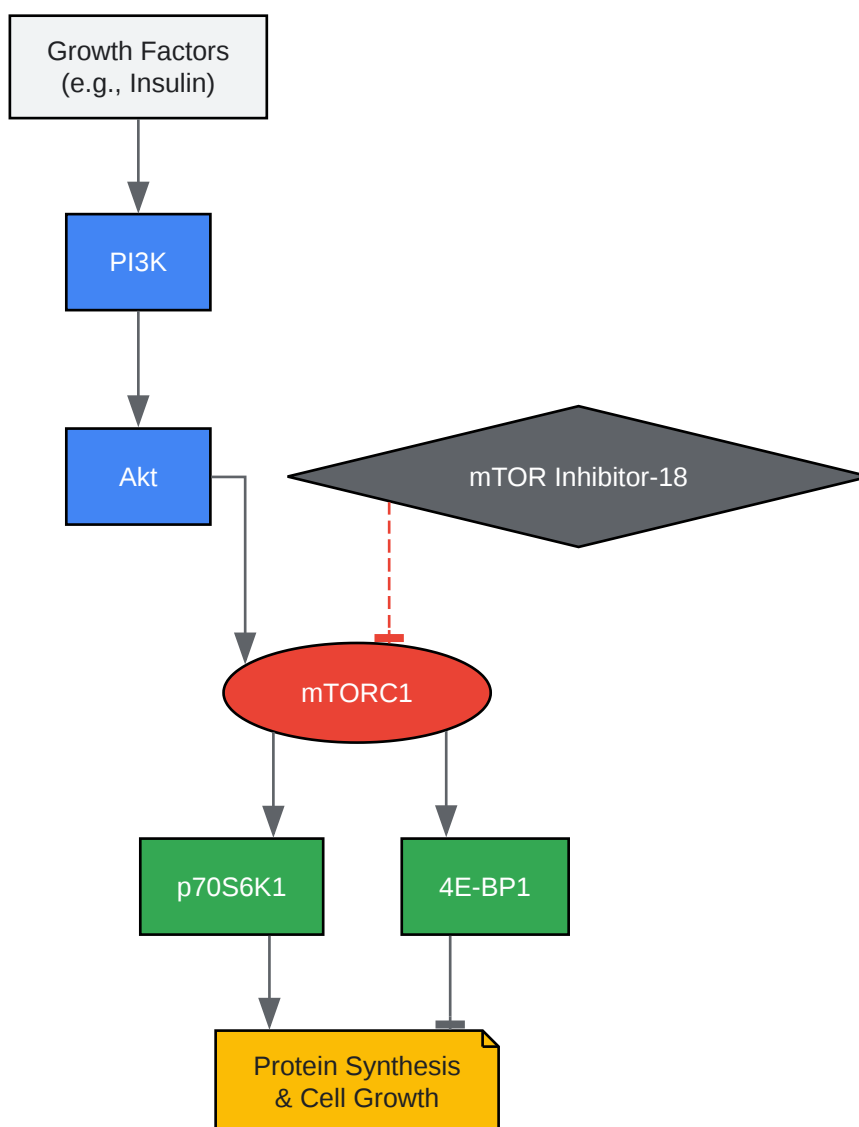 Growth Factors
(e.g., Insulin)
PI3K
Akt
mTOR Inhibitor-18
mTORC1
p70S6K1
4E-BP1
Protein Synthesis
& Cell Growth